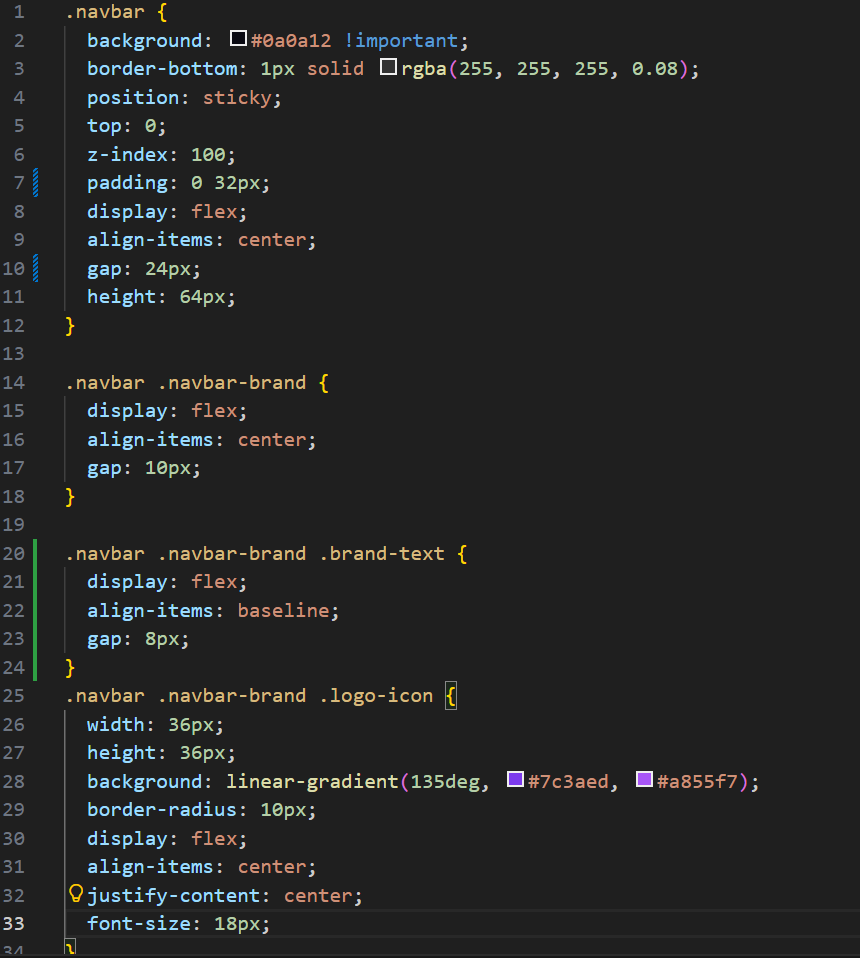 1 .navbar {
2 background: #0a0a12 !important;
3 border-bottom: 1px solid rgba(255, 255, 255, 0.08);
4 position: sticky;
5 top: 0;
6 z-index: 100;
7 padding: 0 32px;
8 display: flex;
9 align-items: center;
10 gap: 24px;
11 height: 64px;
12 }
13
14 .navbar .navbar-brand {
15 display: flex;
16 align-items: center;
17 gap: 10px;
18 }
19
20 .navbar .navbar-brand .brand-text {
21 display: flex;
22 align-items: baseline;
23 gap: 8px;
24 }
25 .navbar .navbar-brand .logo-icon {
26 width: 36px;
27 height: 36px;
28 background: linear-gradient(135deg, #7c3aed, #a855f7);
29 border-radius: 10px;
30 display: flex;
31 align-items: center;
32 justify-content: center;
33 font-size: 18px;
34 }